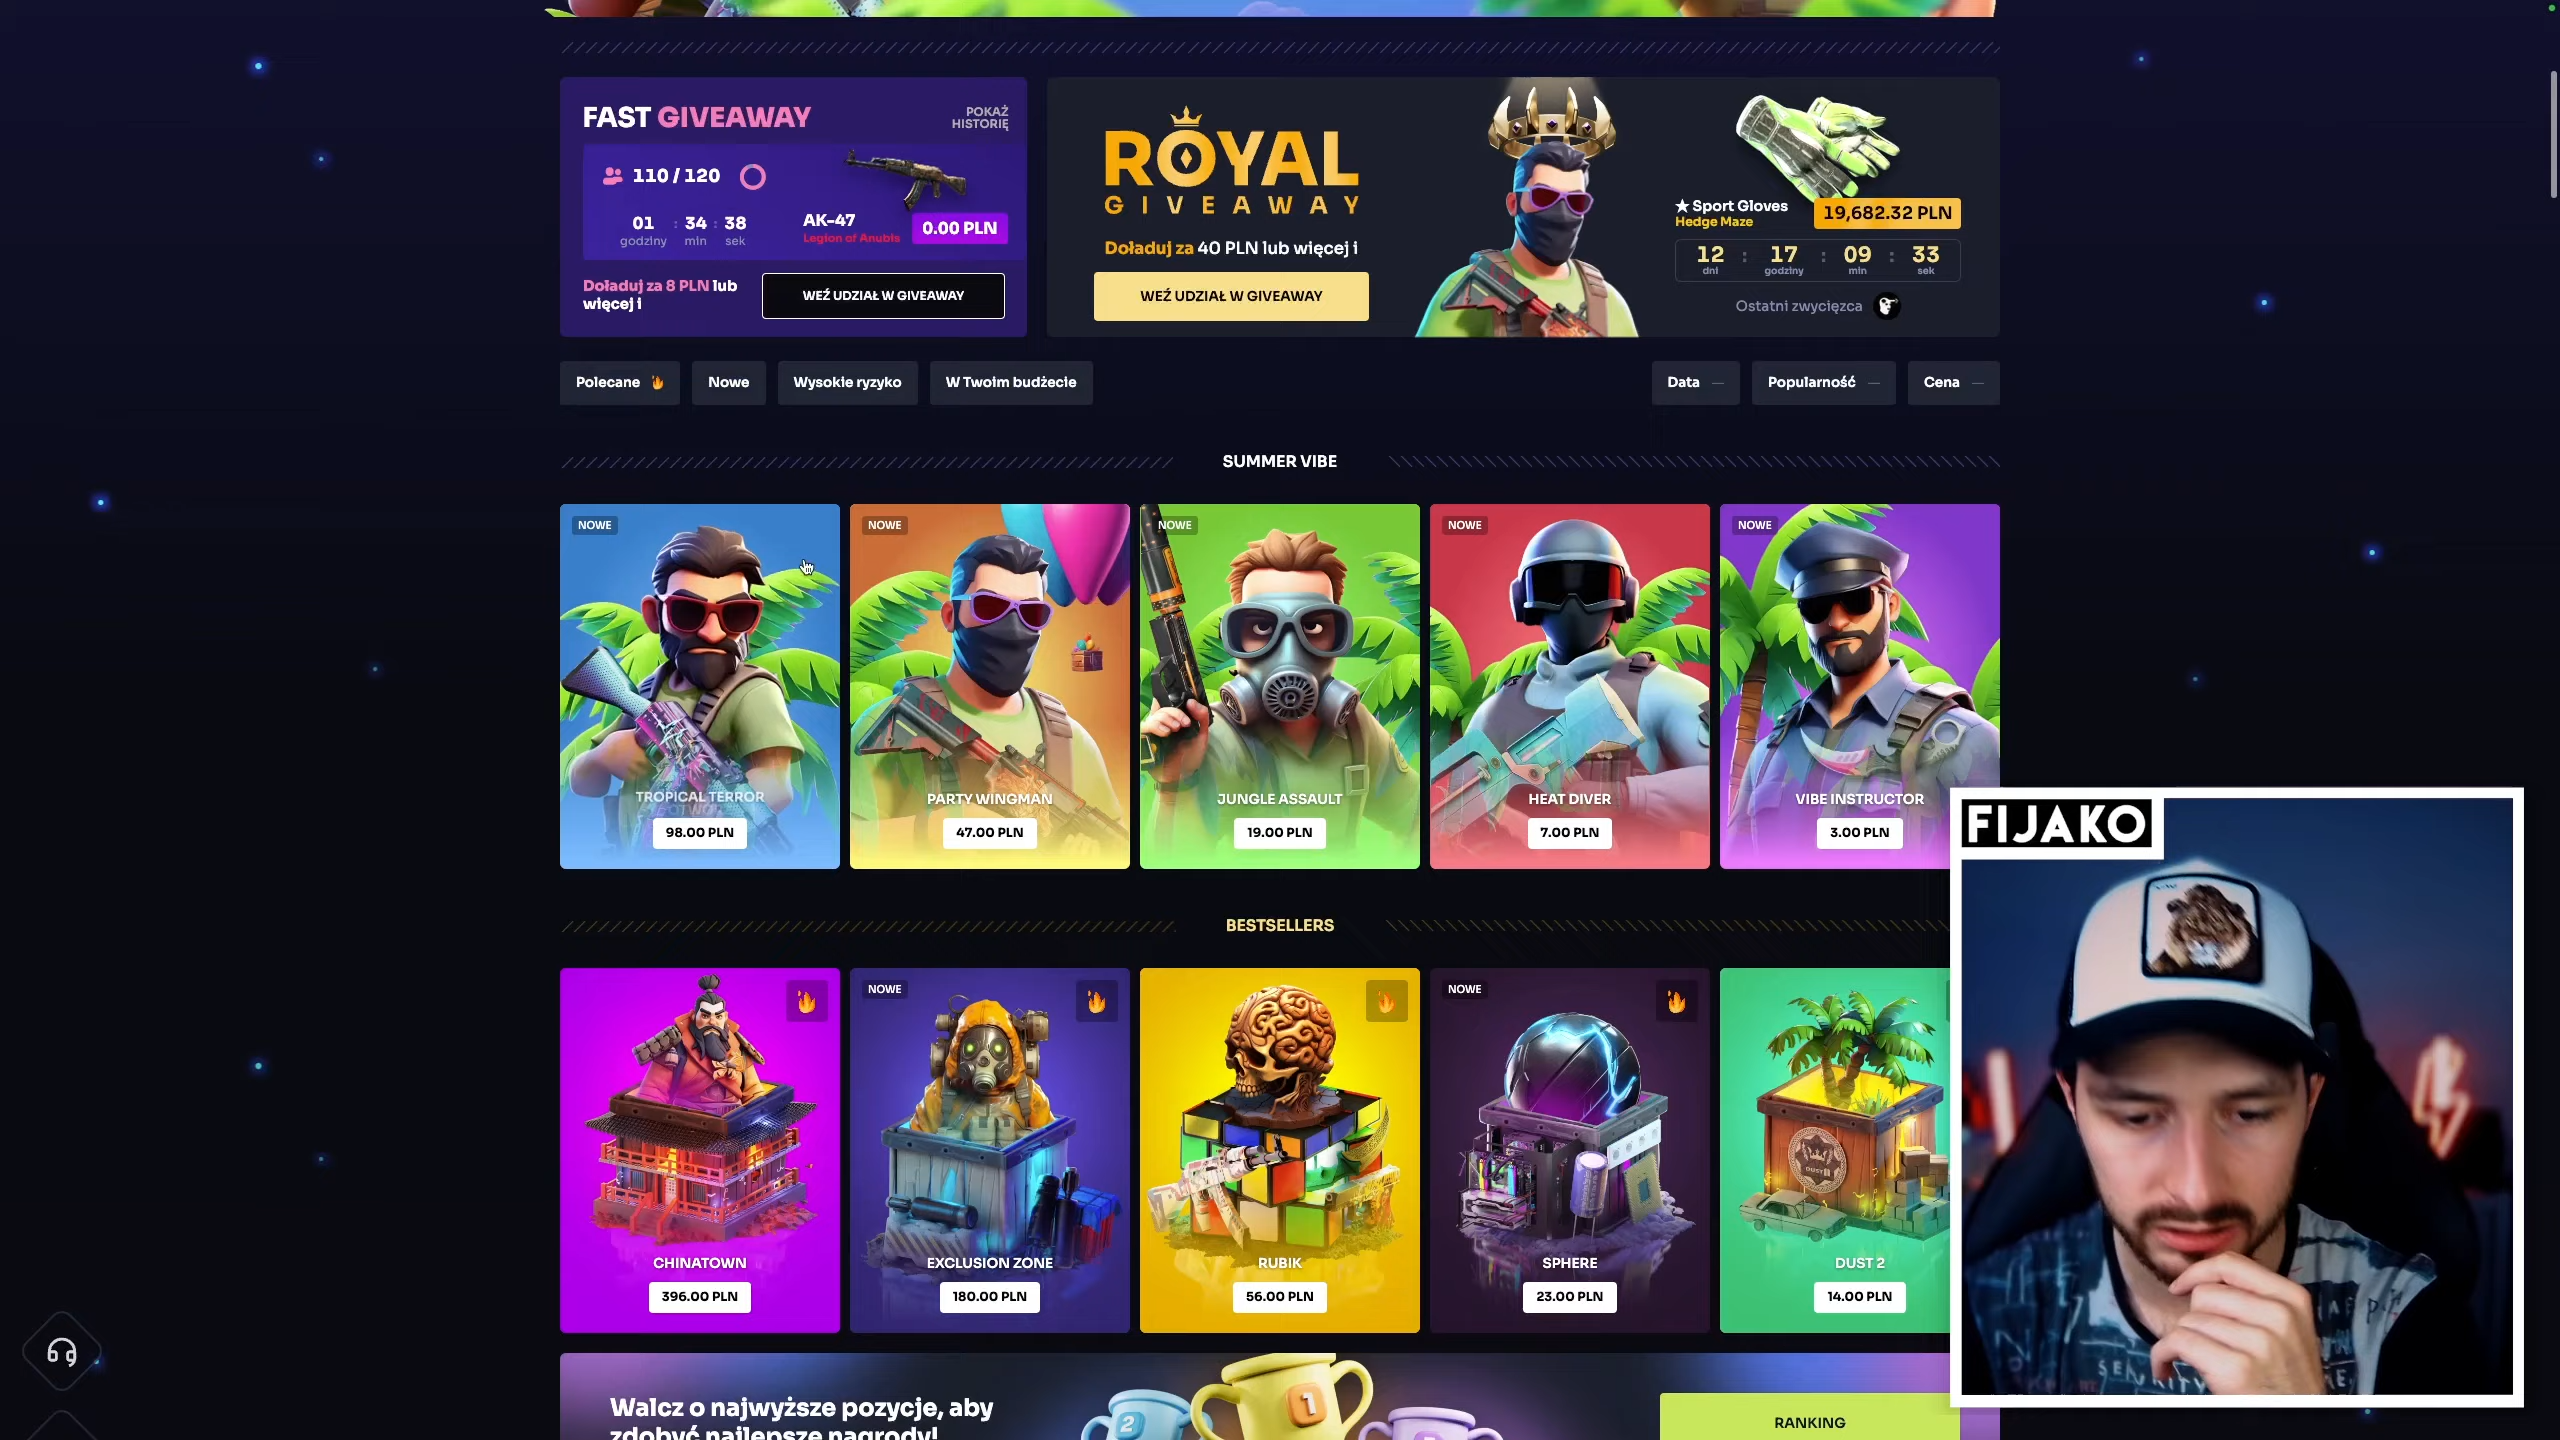 FAST GIVEAWAY
POKAŻ
HISTORIĘ
110 / 120
01 : 34 : 38
godziny min sek
AK-47
Legion of Anubis
0.00 PLN
Doładuj za 8 PLN lub
więcej i
WEŹ UDZIAŁ W GIVEAWAY
ROYAL
GIVEAWAY
Doładuj za 40 PLN lub więcej i
WEŹ UDZIAŁ W GIVEAWAY
★ Sport Gloves
Hedge Maze
19,682.32 PLN
12 : 17 : 09 : 33
dni godziny min sek
Ostatni zwycięzca
Polecane
Nowe
Wysokie ryzyko
W Twoim budżecie
Data —
Popularność —
Cena —
SUMMER VIBE
NOWE
TROPICAL TERROR
98.00 PLN
NOWE
PARTY WINGMAN
47.00 PLN
NOWE
JUNGLE ASSAULT
19.00 PLN
NOWE
HEAT DIVER
7.00 PLN
NOWE
VIBE INSTRUCTOR
3.00 PLN
FIJAKO
BESTSELLERS
CHINATOWN
396.00 PLN
NOWE
EXCLUSION ZONE
180.00 PLN
RUBIK
56.00 PLN
NOWE
SPHERE
23.00 PLN
DUST 2
14.00 PLN
Walcz o najwyższe pozycje, aby
zdobyć najlepsze nagrody!
2
1
RANKING